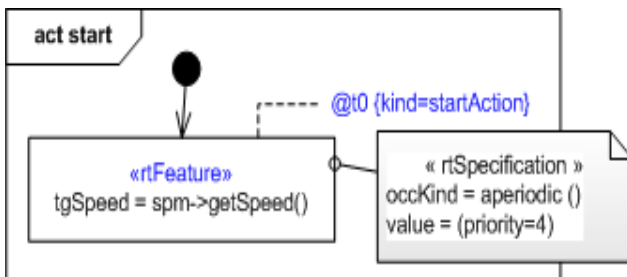 act start
@t0 {kind=startAction}
«rtFeature»
tgSpeed = spm->getSpeed()
« rtSpecification »
occKind = aperiodic ()
value = (priority=4)